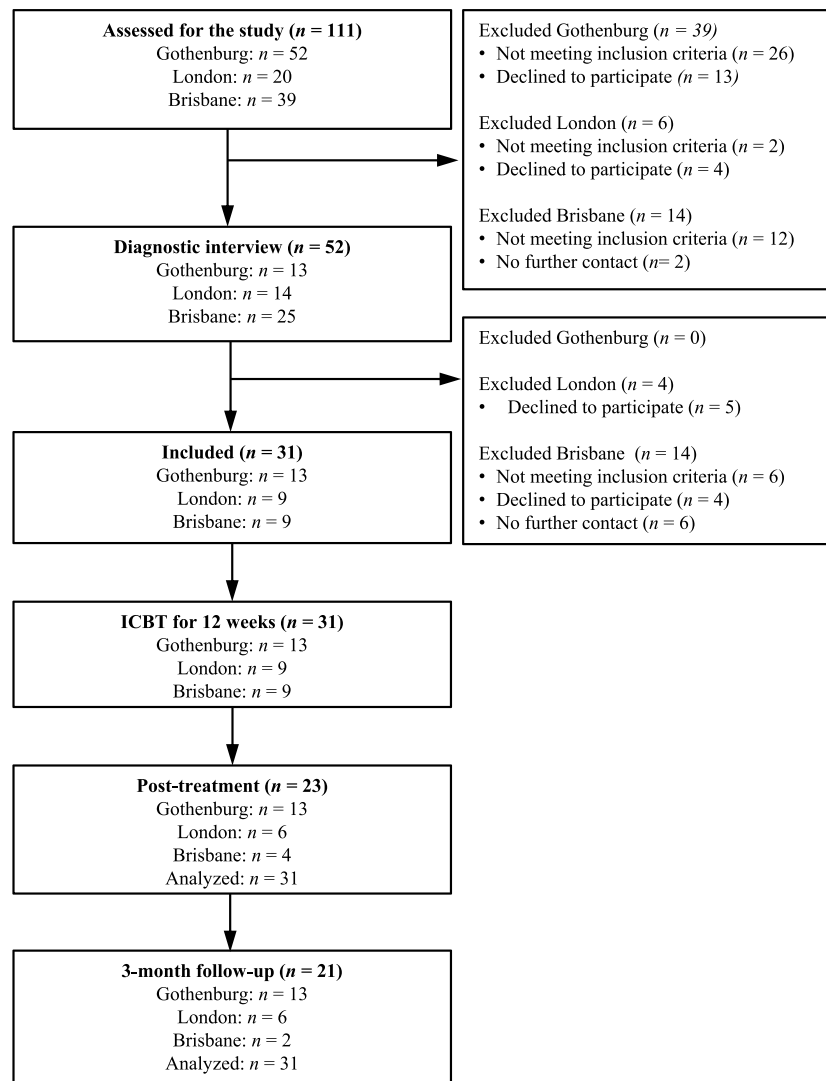 Assessed for the study (n = 111)
Gothenburg: n = 52
London: n = 20
Brisbane: n = 39
Excluded Gothenburg (n = 39)
• Not meeting inclusion criteria (n = 26)
• Declined to participate (n = 13)
Excluded London (n = 6)
• Not meeting inclusion criteria (n = 2)
• Declined to participate (n = 4)
Excluded Brisbane (n = 14)
• Not meeting inclusion criteria (n = 12)
• No further contact (n= 2)
Diagnostic interview (n = 52)
Gothenburg: n = 13
London: n = 14
Brisbane: n = 25
Excluded Gothenburg (n = 0)
Excluded London (n = 4)
• Declined to participate (n = 5)
Excluded Brisbane (n = 14)
• Not meeting inclusion criteria (n = 6)
• Declined to participate (n = 4)
• No further contact (n = 6)
Included (n = 31)
Gothenburg: n = 13
London: n = 9
Brisbane: n = 9
ICBT for 12 weeks (n = 31)
Gothenburg: n = 13
London: n = 9
Brisbane: n = 9
Post-treatment (n = 23)
Gothenburg: n = 13
London: n = 6
Brisbane: n = 4
Analyzed: n = 31
3-month follow-up (n = 21)
Gothenburg: n = 13
London: n = 6
Brisbane: n = 2
Analyzed: n = 31